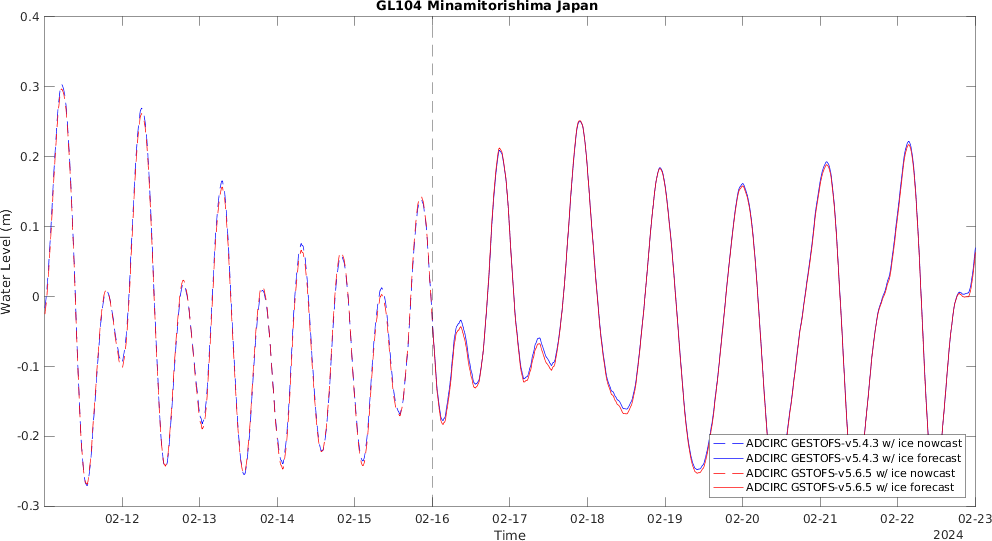 GL104 Minamitorishima Japan
0.4
0.3
0.2
0.1
0
-0.1
-0.2
-0.3
Water Level (m)
02-12 02-13 02-14 02-15 02-16 02-17 02-18 02-19 02-20 02-21 02-22 02-23
Time
2024
ADCIRC GESTOFS-v5.4.3 w/ ice nowcast
ADCIRC GESTOFS-v5.4.3 w/ ice forecast
ADCIRC GSTOFS-v5.6.5 w/ ice nowcast
ADCIRC GSTOFS-v5.6.5 w/ ice forecast